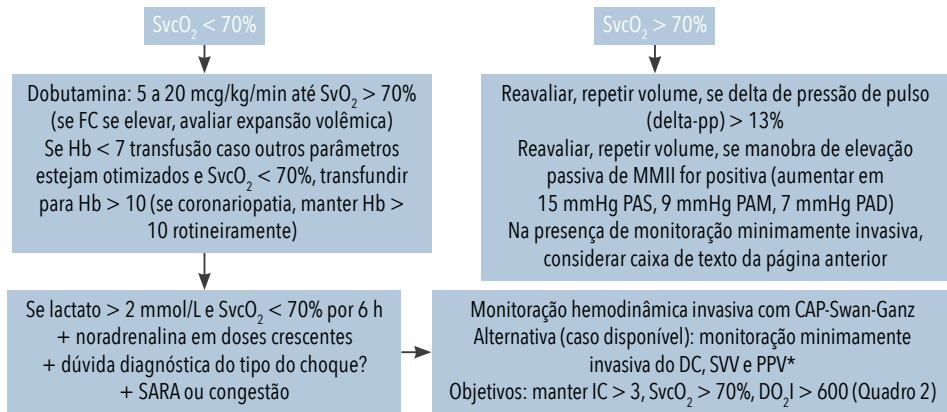 SvcO₂ < 70%
Dobutamina: 5 a 20 mcg/kg/min até SvO₂ > 70%
(se FC se elevar, avaliar expansão volêmica)
Se Hb < 7 transfusão caso outros parâmetros
estejam otimizados e SvcO₂ < 70%, transfundir
para Hb > 10 (se coronariopatia, manter Hb >
10 rotineiramente)
SvcO₂ > 70%
Reavaliar, repetir volume, se delta de pressão de pulso
(delta-pp) > 13%
Reavaliar, repetir volume, se manobra de elevação
passiva de MMII for positiva (aumentar em
15 mmHg PAS, 9 mmHg PAM, 7 mmHg PAD)
Na presença de monitoração minimamente invasiva,
considerar caixa de texto da página anterior
Se lactato > 2 mmol/L e SvcO₂ < 70% por 6 h
+ noradrenalina em doses crescentes
+ dúvida diagnóstica do tipo do choque?
+ SARA ou congestão
Monitoração hemodinâmica invasiva com CAP-Swan-Ganz
Alternativa (caso disponível): monitoração minimamente
invasiva do DC, SVV e PPV*
Objetivos: manter IC > 3, SvcO₂ > 70%, DO₂I > 600 (Quadro 2)